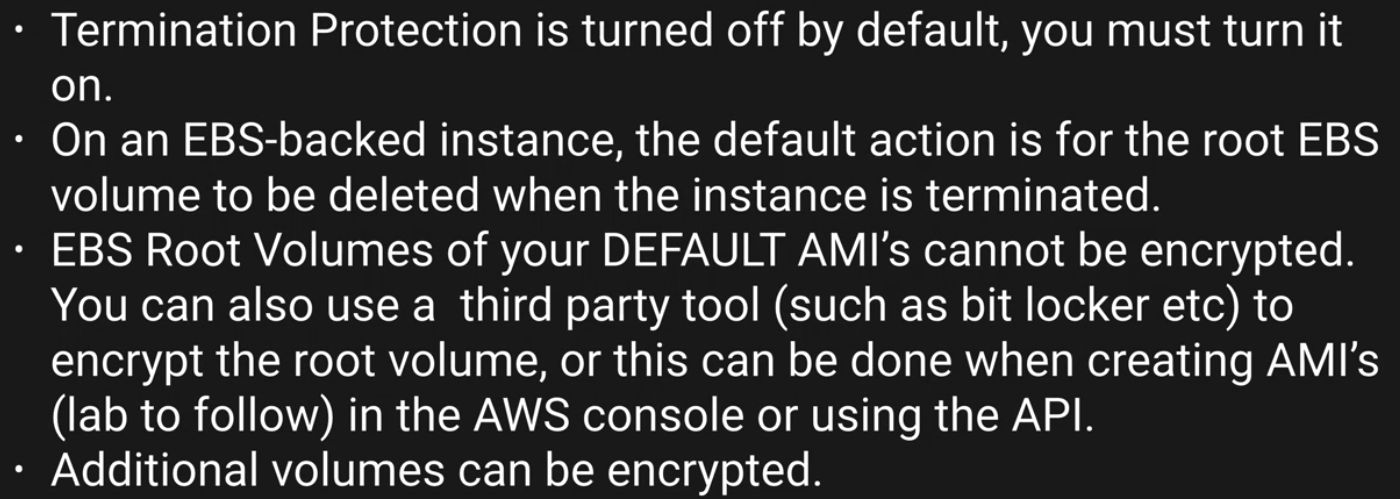 • Termination Protection is turned off by default, you must turn it
on.
• On an EBS-backed instance, the default action is for the root EBS
volume to be deleted when the instance is terminated.
• EBS Root Volumes of your DEFAULT AMI’s cannot be encrypted.
You can also use a  third party tool (such as bit locker etc) to
encrypt the root volume, or this can be done when creating AMI’s
(lab to follow) in the AWS console or using the API.
• Additional volumes can be encrypted.